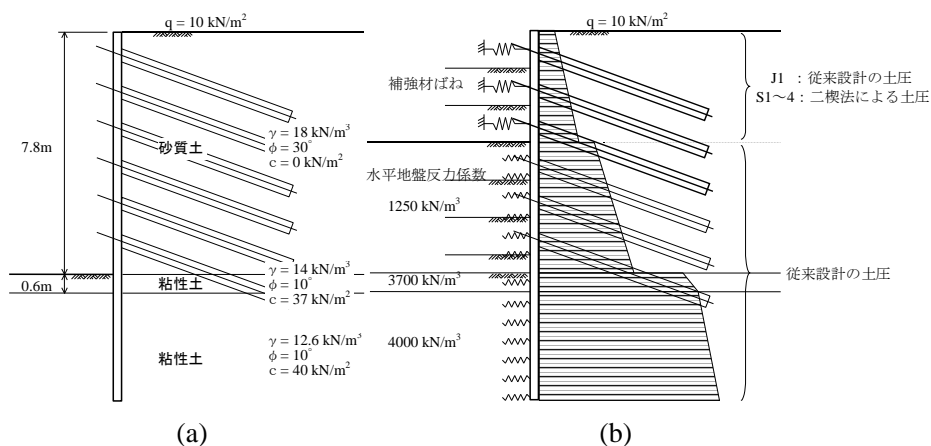 q = 10 kN/m²
7.8m
砂質土
γ = 18 kN/m³
φ = 30°
c = 0 kN/m²
0.6m
粘性土
γ = 14 kN/m³
φ = 10°
c = 37 kN/m²
粘性土
γ = 12.6 kN/m³
φ = 10°
c = 40 kN/m²
(a)
q = 10 kN/m²
補強材ばね
J1 ：従来設計の土圧
S1～4：二楔法による土圧
水平地盤反力係数
1250 kN/m³
3700 kN/m³
4000 kN/m³
従来設計の土圧
(b)